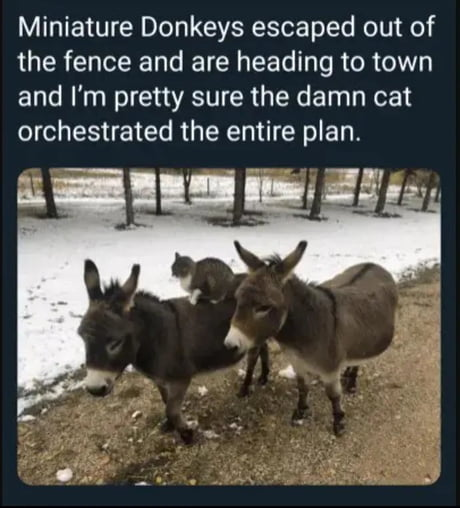 Miniature Donkeys escaped out of
the fence and are heading to town
and I'm pretty sure the damn cat
orchestrated the entire plan.